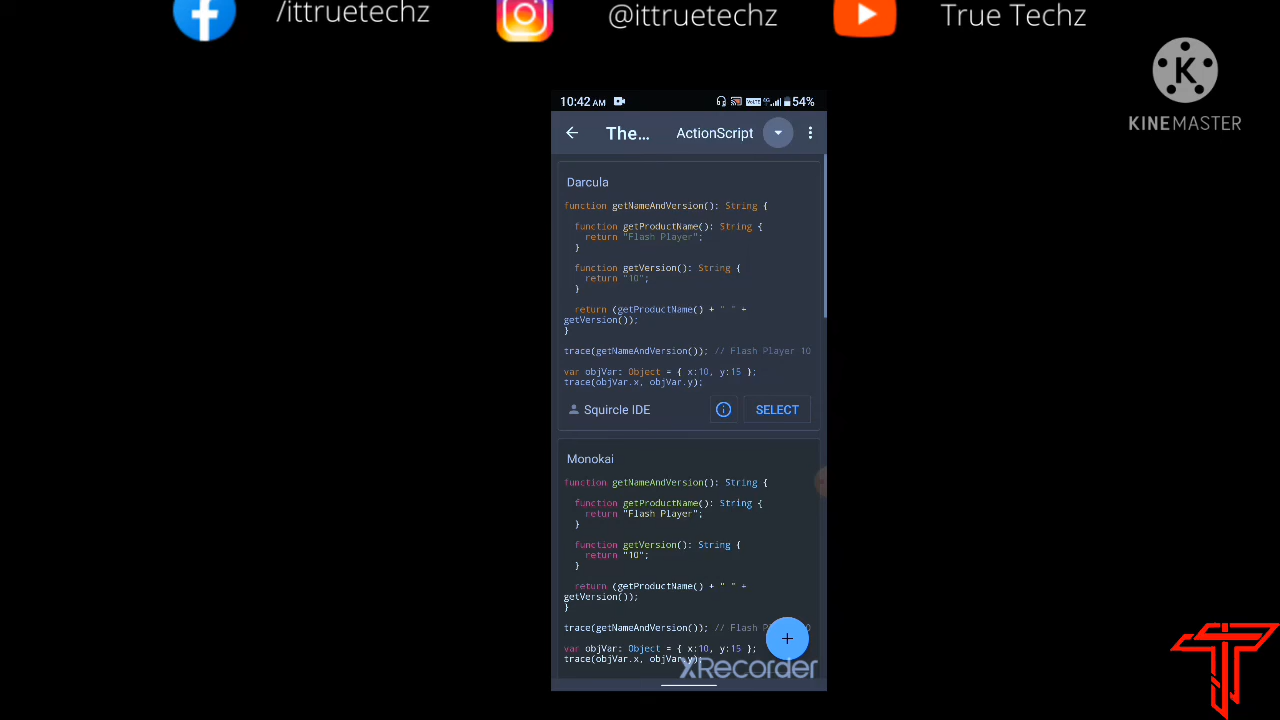 /ittruetechz
@ittruetechz
True Techz
K
KINEMASTER
10:42 AM
VoLTE
4G
54%
The...
ActionScript
Darcula
function getNameAndVersion(): String {
function getProductName(): String {
return "Flash Player";
}
function getVersion(): String {
return "10";
}
return (getProductName() + " " +
getVersion());
}
trace(getNameAndVersion()); // Flash Player 10
var objVar: Object = { x:10, y:15 };
trace(objVar.x, objVar.y);
Squircle IDE
SELECT
Monokai
function getNameAndVersion(): String {
function getProductName(): String {
return "Flash Player";
}
function getVersion(): String {
return "10";
}
return (getProductName() + " " +
getVersion());
}
trace(getNameAndVersion()); // Flash
var objVar: Object = { x:10, y:15 };
trace(objVar.x, objVar.y);
XRecorder